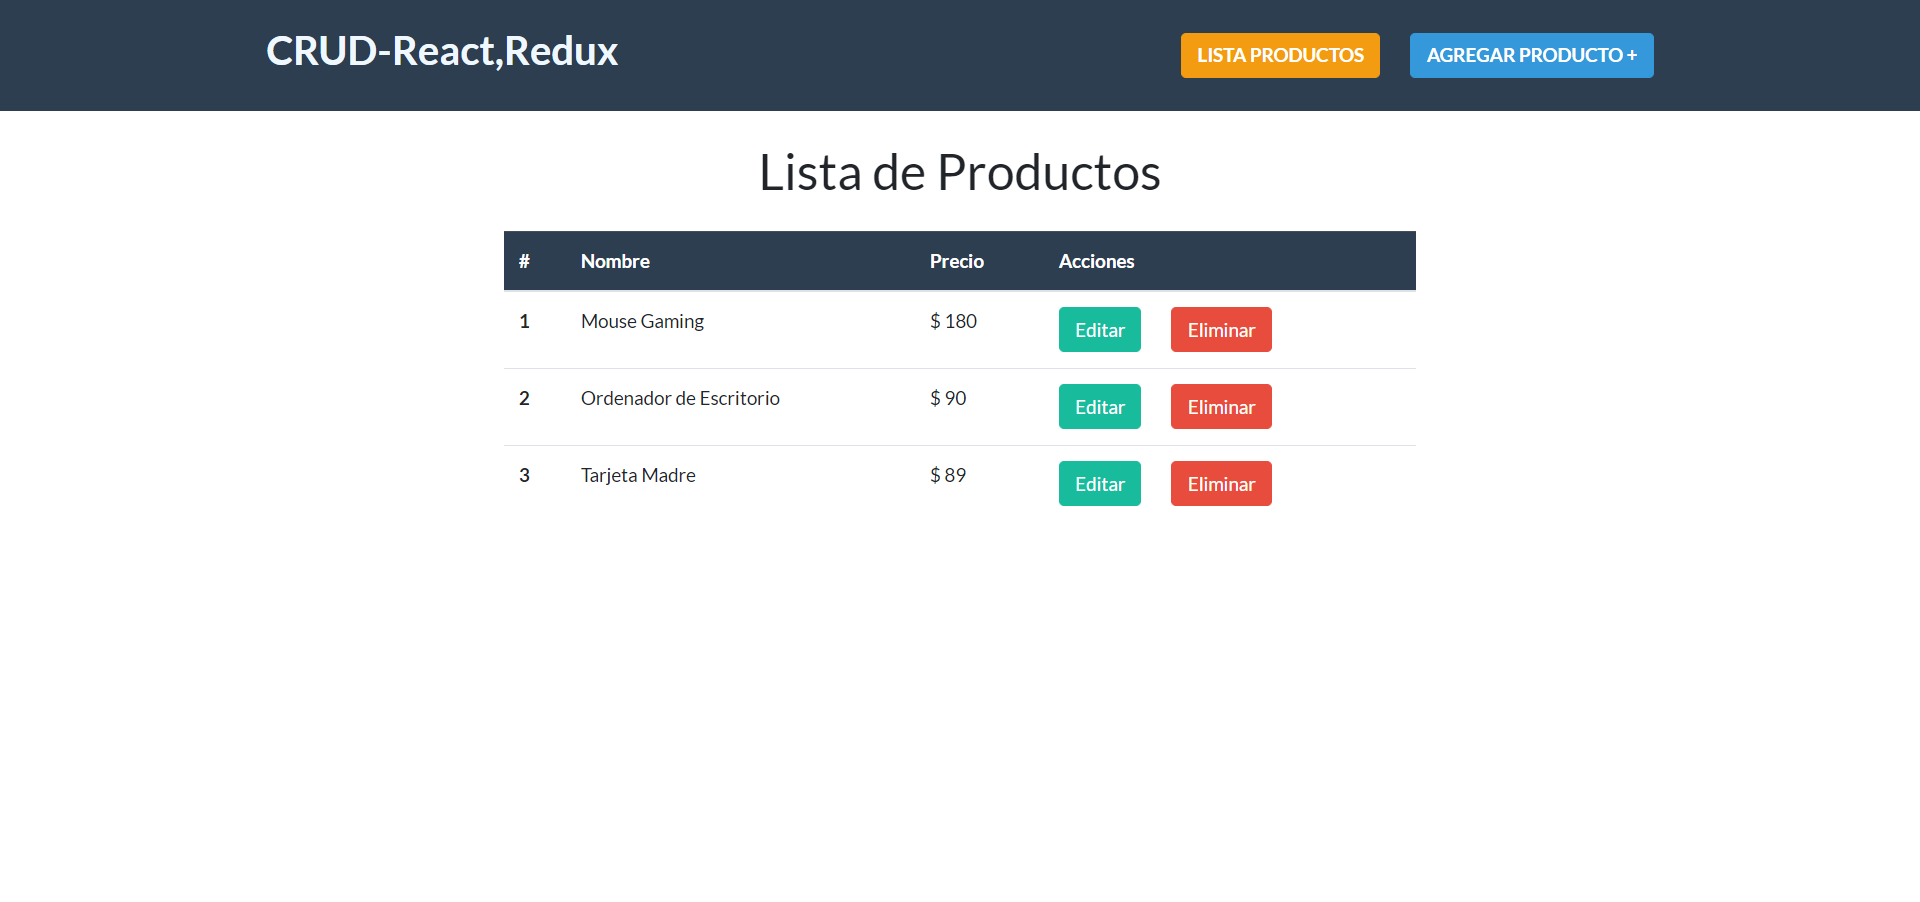 CRUD-React,Redux
LISTA PRODUCTOS
AGREGAR PRODUCTO +
Lista de Productos
# Nombre Precio Acciones
1 Mouse Gaming $ 180 Editar Eliminar
2 Ordenador de Escritorio $ 90 Editar Eliminar
3 Tarjeta Madre $ 89 Editar Eliminar